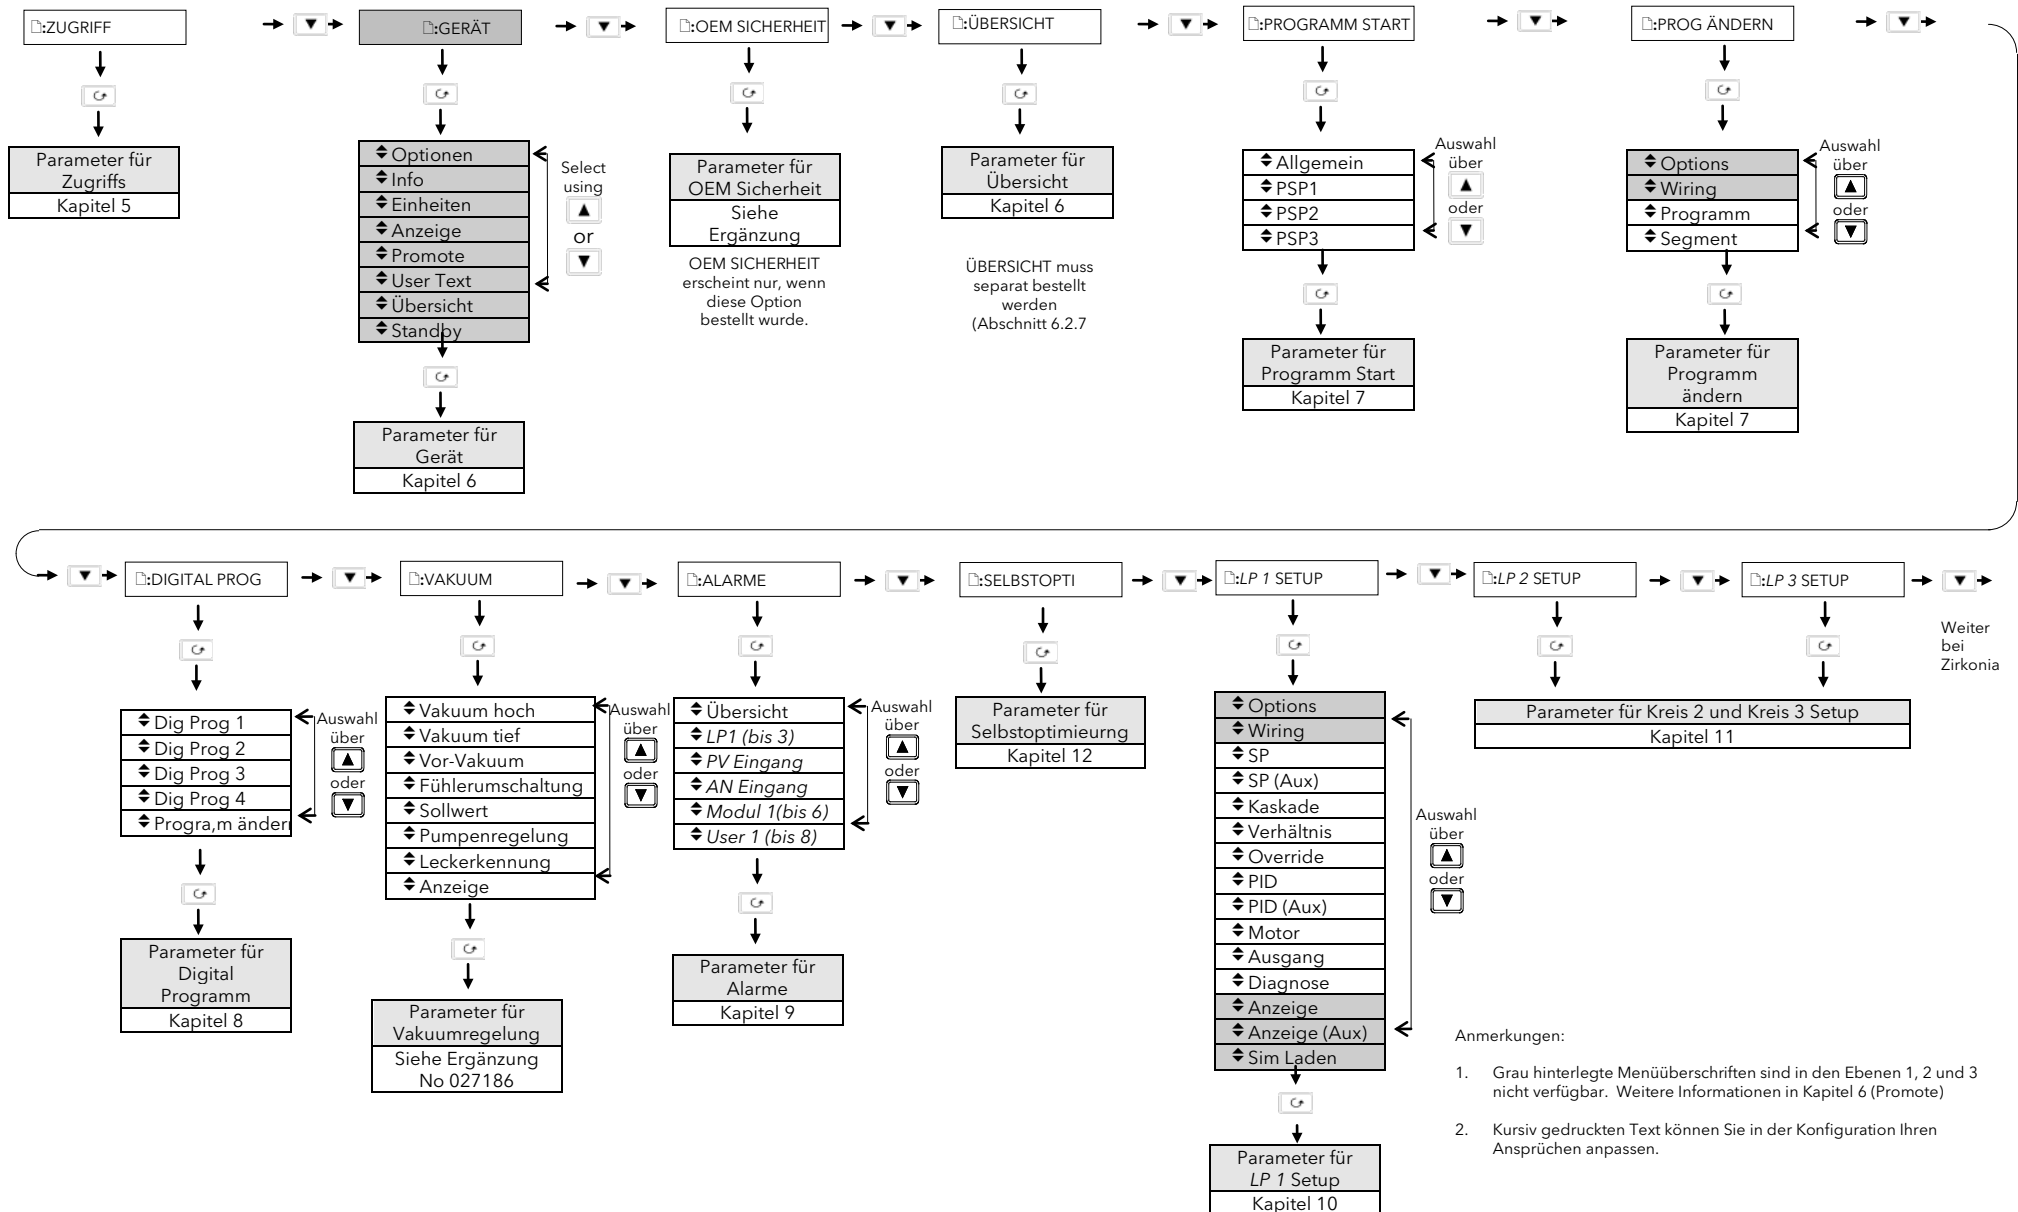 :ZUGRIFF
:GERÄT
:OEM SICHERHEIT
:ÜBERSICHT
:PROGRAMM START
:PROG ÄNDERN
Parameter für
Zugriffs
Kapitel 5
Optionen
Info
Einheiten
Anzeige
Promote
User Text
Übersicht
Standby
Select
using
or
Parameter für
Gerät
Kapitel 6
Parameter für
OEM Sicherheit
Siehe
Ergänzung
OEM SICHERHEIT
erscheint nur, wenn
diese Option
bestellt wurde.
Parameter für
Übersicht
Kapitel 6
ÜBERSICHT muss
separat bestellt
werden
(Abschnitt 6.2.7
Allgemein
PSP1
PSP2
PSP3
Auswahl
über
oder
Parameter für
Programm Start
Kapitel 7
Options
Wiring
Programm
Segment
Auswahl
über
oder
Parameter für
Programm
ändern
Kapitel 7
:DIGITAL PROG
:VAKUUM
:ALARME
:SELBSTOPTI
:LP 1 SETUP
:LP 2 SETUP
:LP 3 SETUP
Weiter
bei
Zirkonia
Dig Prog 1
Dig Prog 2
Dig Prog 3
Dig Prog 4
Progra,m änder
Auswahl
über
oder
Parameter für
Digital
Programm
Kapitel 8
Vakuum hoch
Vakuum tief
Vor-Vakuum
Fühlerumschaltung
Sollwert
Pumpenregelung
Leckerkennung
Anzeige
Auswahl
über
oder
Parameter für
Vakuumregelung
Siehe Ergänzung
No 027186
Übersicht
LP1 (bis 3)
PV Eingang
AN Eingang
Modul 1(bis 6)
User 1 (bis 8)
Auswahl
über
oder
Parameter für
Alarme
Kapitel 9
Parameter für
Selbstoptimieurng
Kapitel 12
Options
Wiring
SP
SP (Aux)
Kaskade
Verhältnis
Override
PID
PID (Aux)
Motor
Ausgang
Diagnose
Anzeige
Anzeige (Aux)
Sim Laden
Auswahl
über
oder
Parameter für
LP 1 Setup
Kapitel 10
Parameter für Kreis 2 und Kreis 3 Setup
Kapitel 11
Anmerkungen:
1. Grau hinterlegte Menüüberschriften sind in den Ebenen 1, 2 und 3
nicht verfügbar. Weitere Informationen in Kapitel 6 (Promote)
2. Kursiv gedruckten Text können Sie in der Konfiguration Ihren
Ansprüchen anpassen.